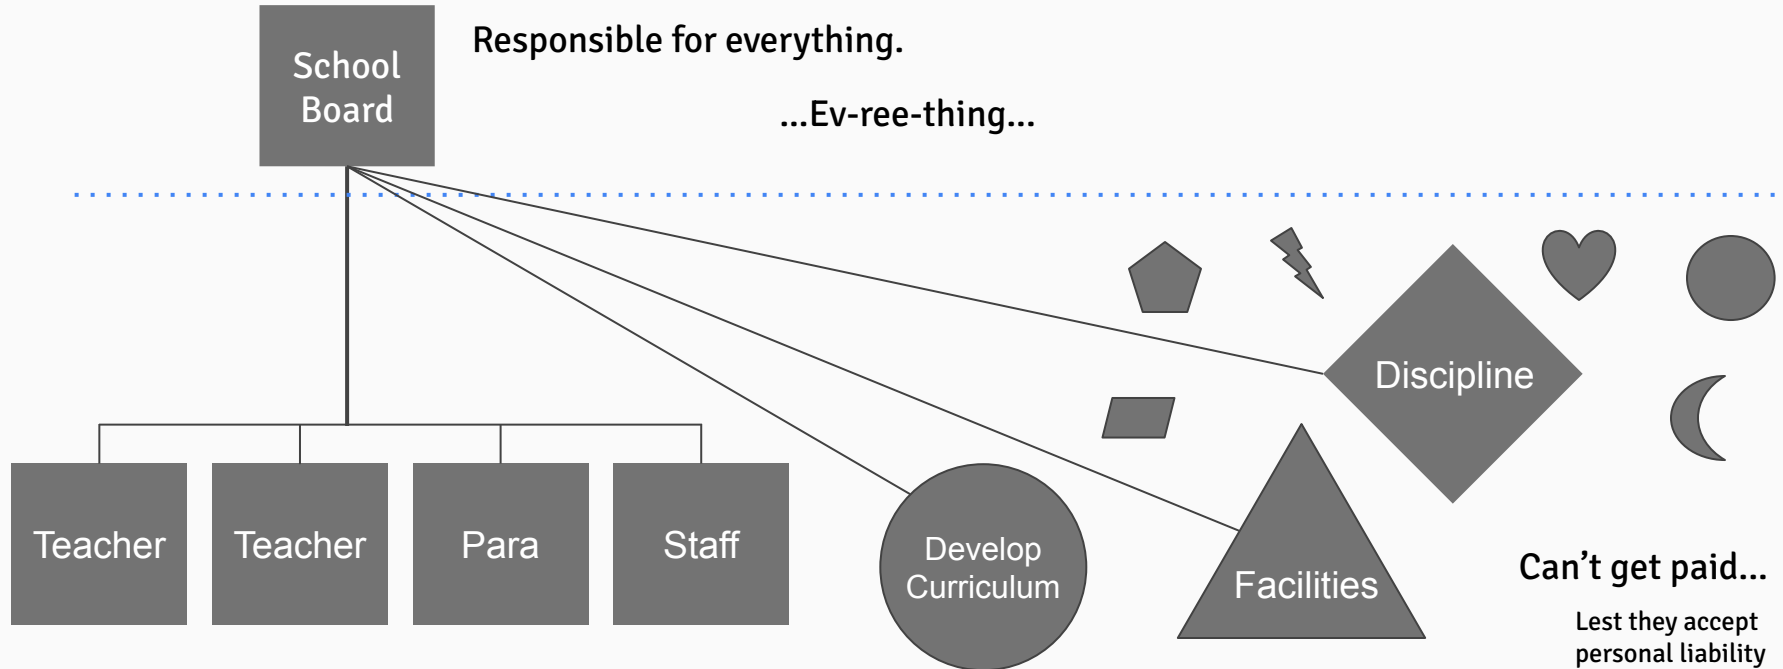 School
Board
Responsible for everything.
...Ev-ree-thing...
Discipline
Teacher
Teacher
Para
Staff
Develop
Curriculum
Facilities
Can't get paid...
Lest they accept
personal liability